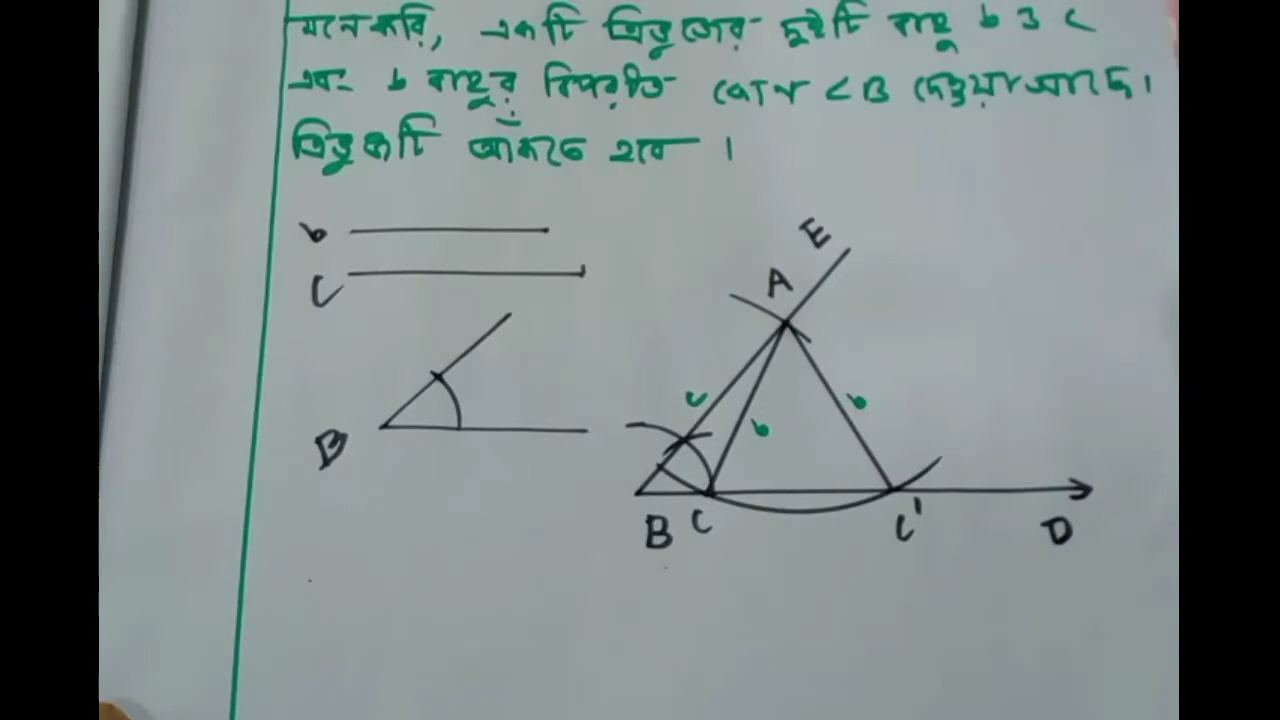 মনেকরি, একটি ত্রিভুজের দুইটি বাহু b ও c
এবং b বাহুর বিপরীত কোণ ∠B দেওয়া আছে।
ত্রিভুজটি আঁকতে হবে ।
b
c
B
E
A
c
b
b
B C C' D